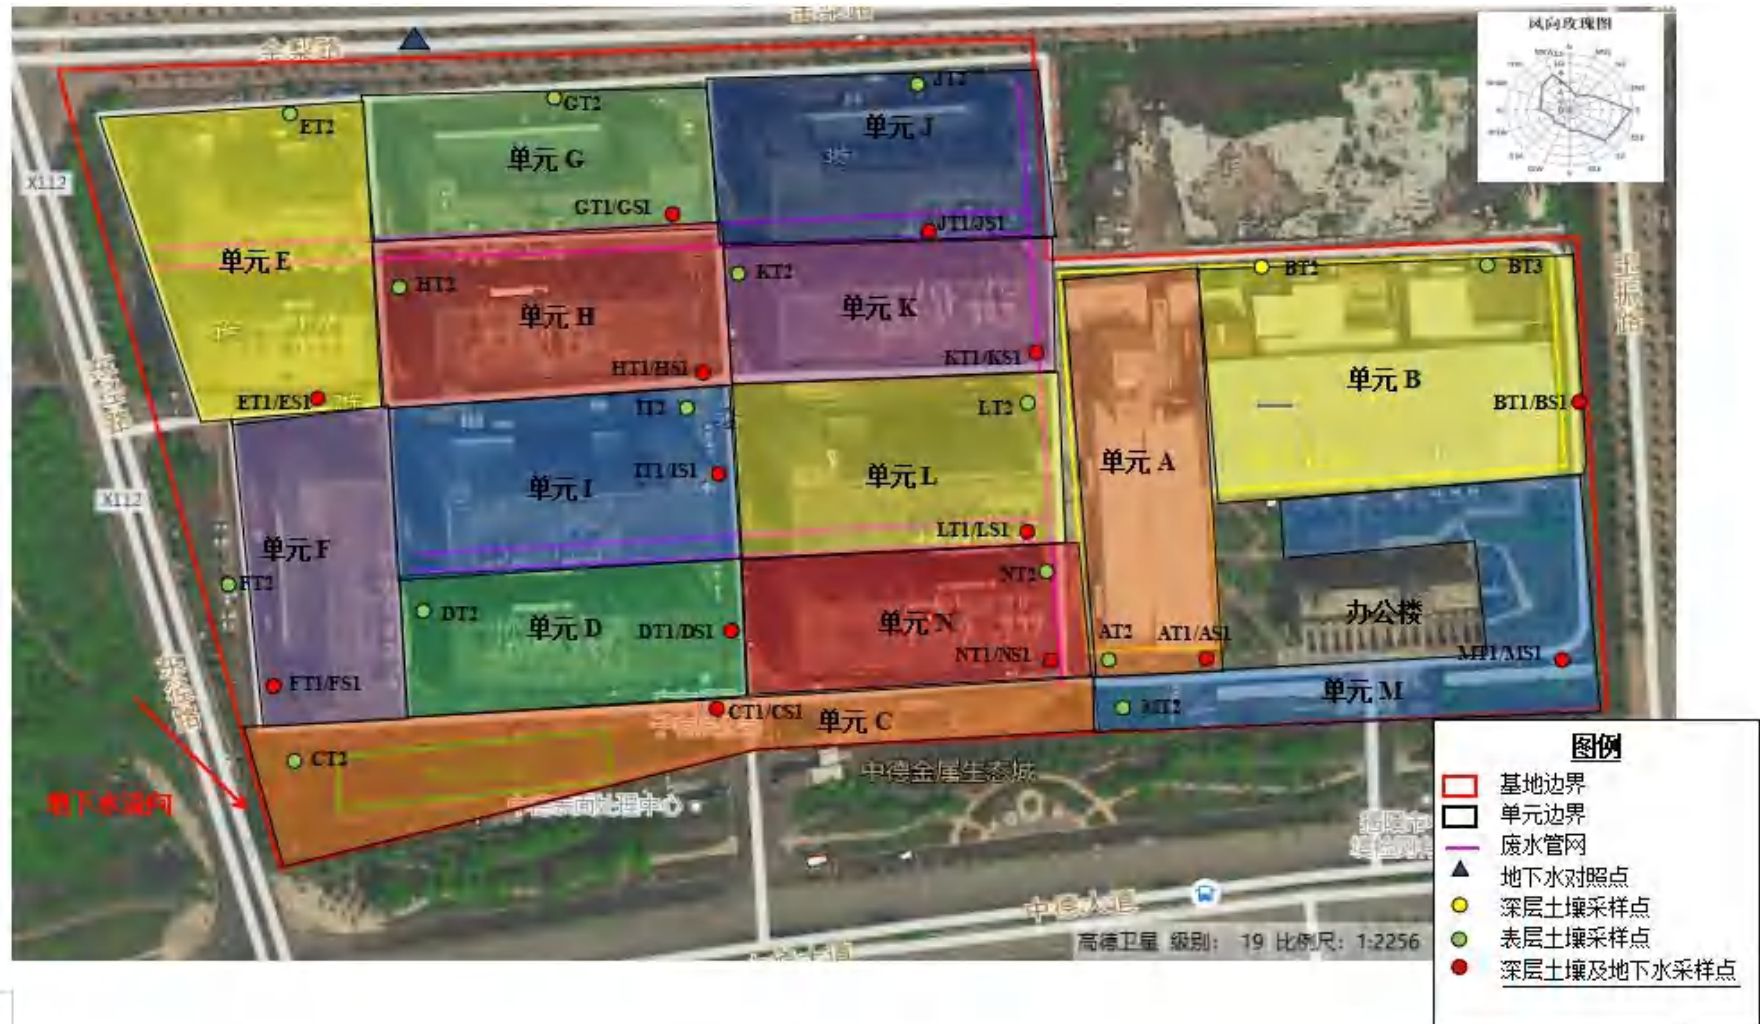 风向玫瑰图
X112
ET2
GT2
JT2
单元 J
单元 G
GT1/GS1
JT1/JS1
单元 E
HT2
KT2
BT2
BT3
单元 H
单元 K
HT1/HS1
KT1/KS1
单元 B
ET1/ES1
IT2
LT2
BT1/BS1
单元 A
IT1/IS1
单元 I
单元 L
X112
LT1/LS1
单元 F
FT2
NT2
DT2
单元 D
DT1/DS1
单元 N
NT1/NS1
AT2
AT1/AS1
办公楼
MT1/MS1
FT1/FS1
单元 M
MT2
CT1/CS1
单元 C
CT2
中德金属生态城
地下水流向
高德卫星 级别： 19 比例尺：1:2256
图例
基地边界
单元边界
废水管网
地下水对照点
深层土壤采样点
表层土壤采样点
深层土壤及地下水采样点